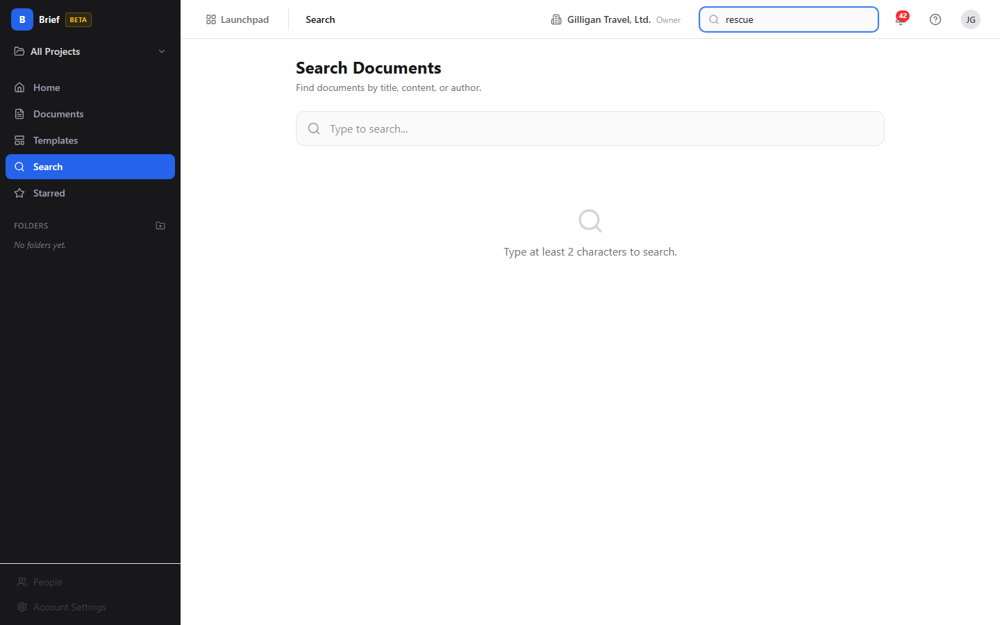 B Brief BETA
All Projects
Home
Documents
Templates
Search
Starred
FOLDERS
No folders yet.
People
Account Settings
Launchpad
Search
Gilligan Travel, Ltd. Owner
rescue
42
JG
Search Documents
Find documents by title, content, or author.
Type to search...
Type at least 2 characters to search.